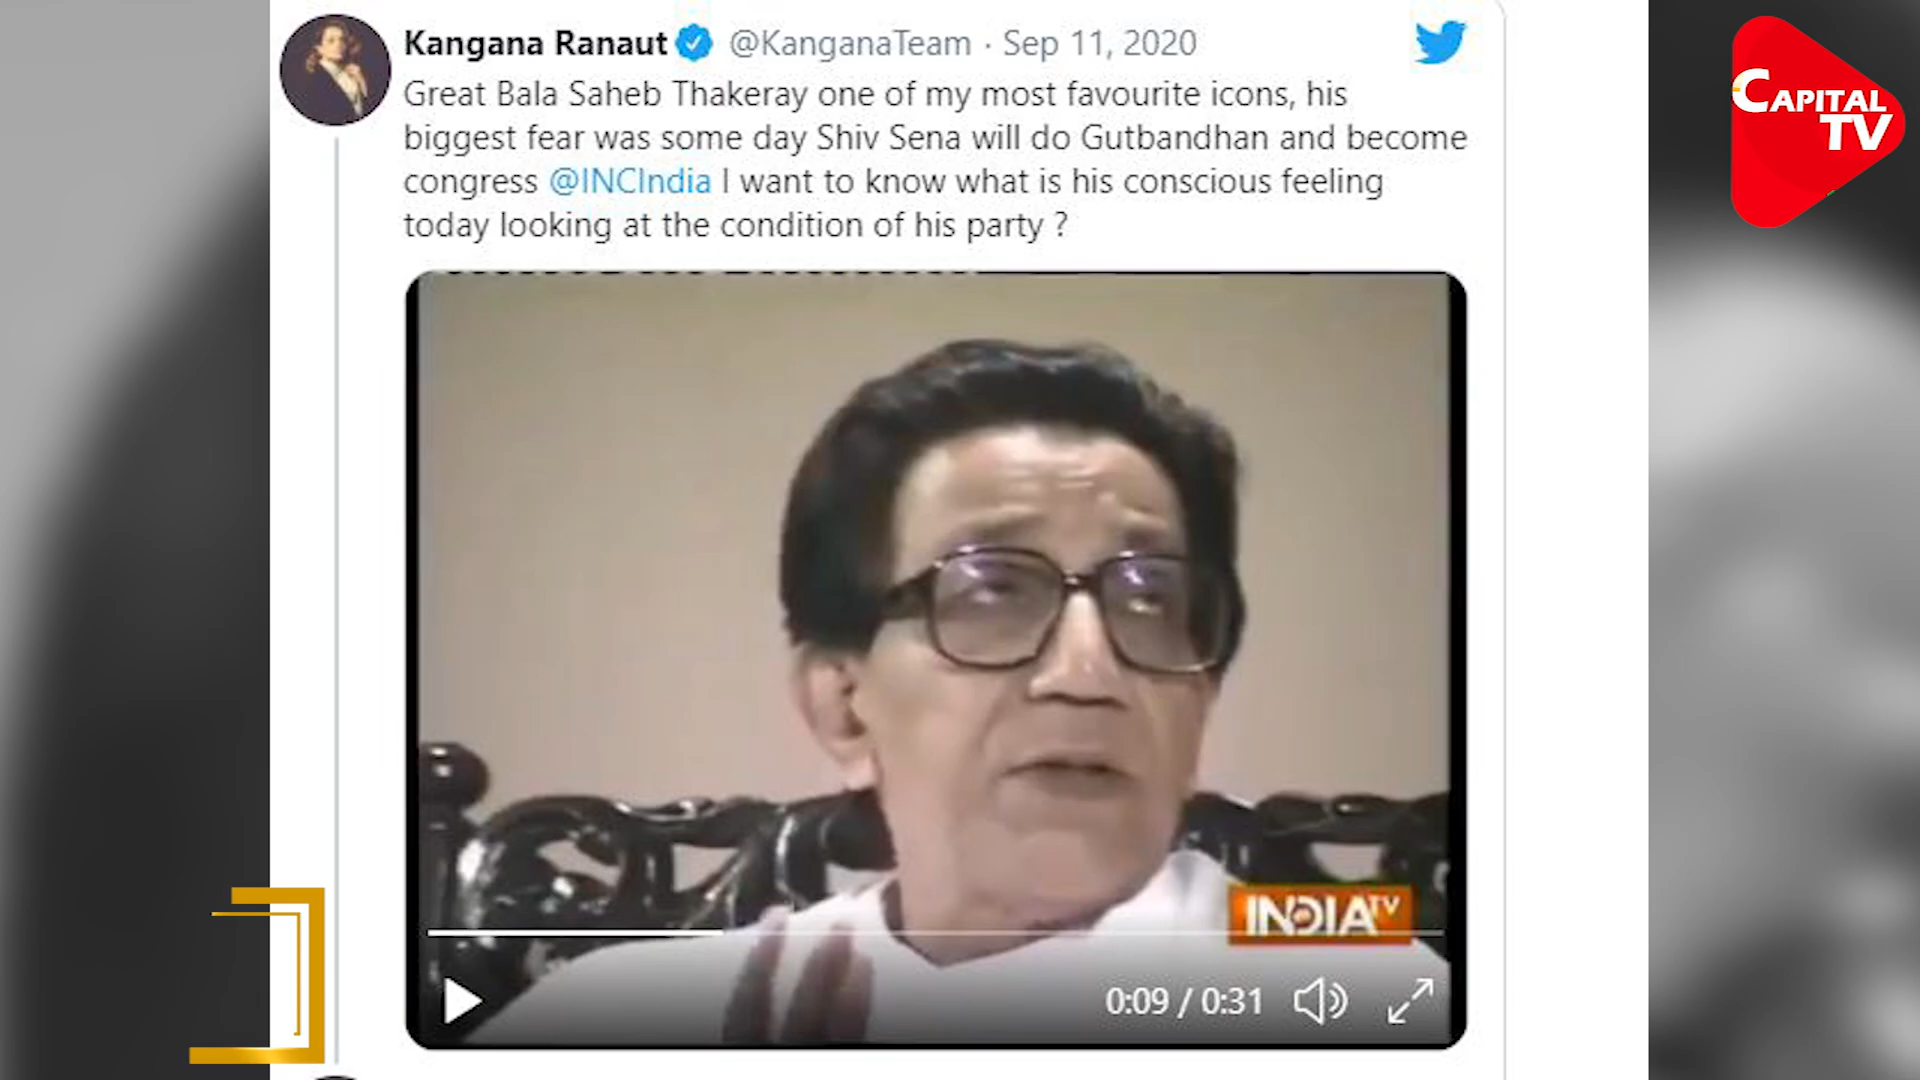 Kangana Ranaut @KanganaTeam · Sep 11, 2020
Great Bala Saheb Thakeray one of my most favourite icons, his
biggest fear was some day Shiv Sena will do Gutbandhan and become
congress @INCIndia I want to know what is his conscious feeling
today looking at the condition of his party ?
CAPITAL
TV
INDIA TV
0:09 / 0:31